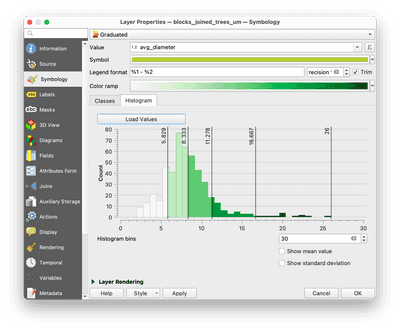 Layer Properties — blocks_joined_trees_um — Symbology
Graduated
Information
Source
Symbology
Labels
Masks
3D View
Diagrams
Fields
Attributes Form
Joins
Auxiliary Storage
Actions
Display
Rendering
Temporal
Variables
Metadata
Value 1.2 avg_diameter
Symbol
Legend format %1 - %2 recision Trim
Color ramp
Classes Histogram
Load Values
80
70
60
50
40
30
20
10
0
Count
5.829
8.333
11.278
16.667
26
0 5 10 15 20 25 30
Histogram bins 30
Show mean value
Show standard deviation
Layer Rendering
Help Style Apply Cancel OK